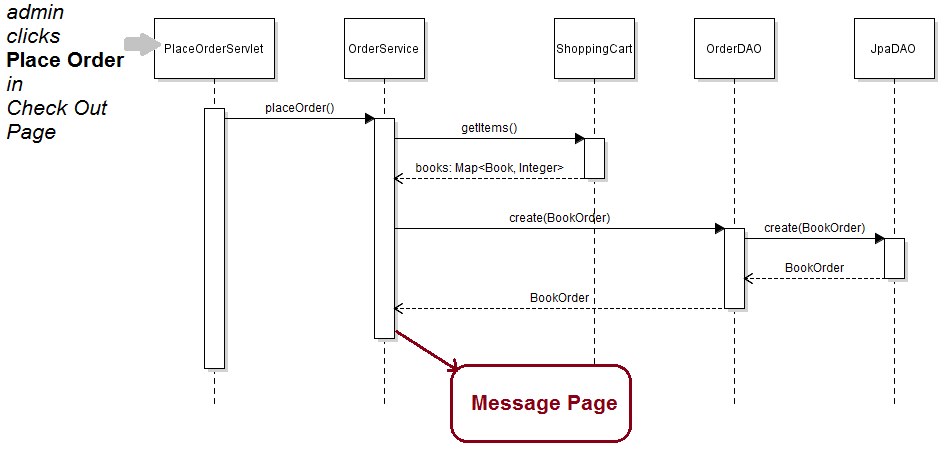 admin
clicks
Place Order
in
Check Out
Page
PlaceOrderServlet
OrderService
ShoppingCart
OrderDAO
JpaDAO
placeOrder()
getItems()
books: Map<Book, Integer>
create(BookOrder)
create(BookOrder)
BookOrder
BookOrder
Message Page